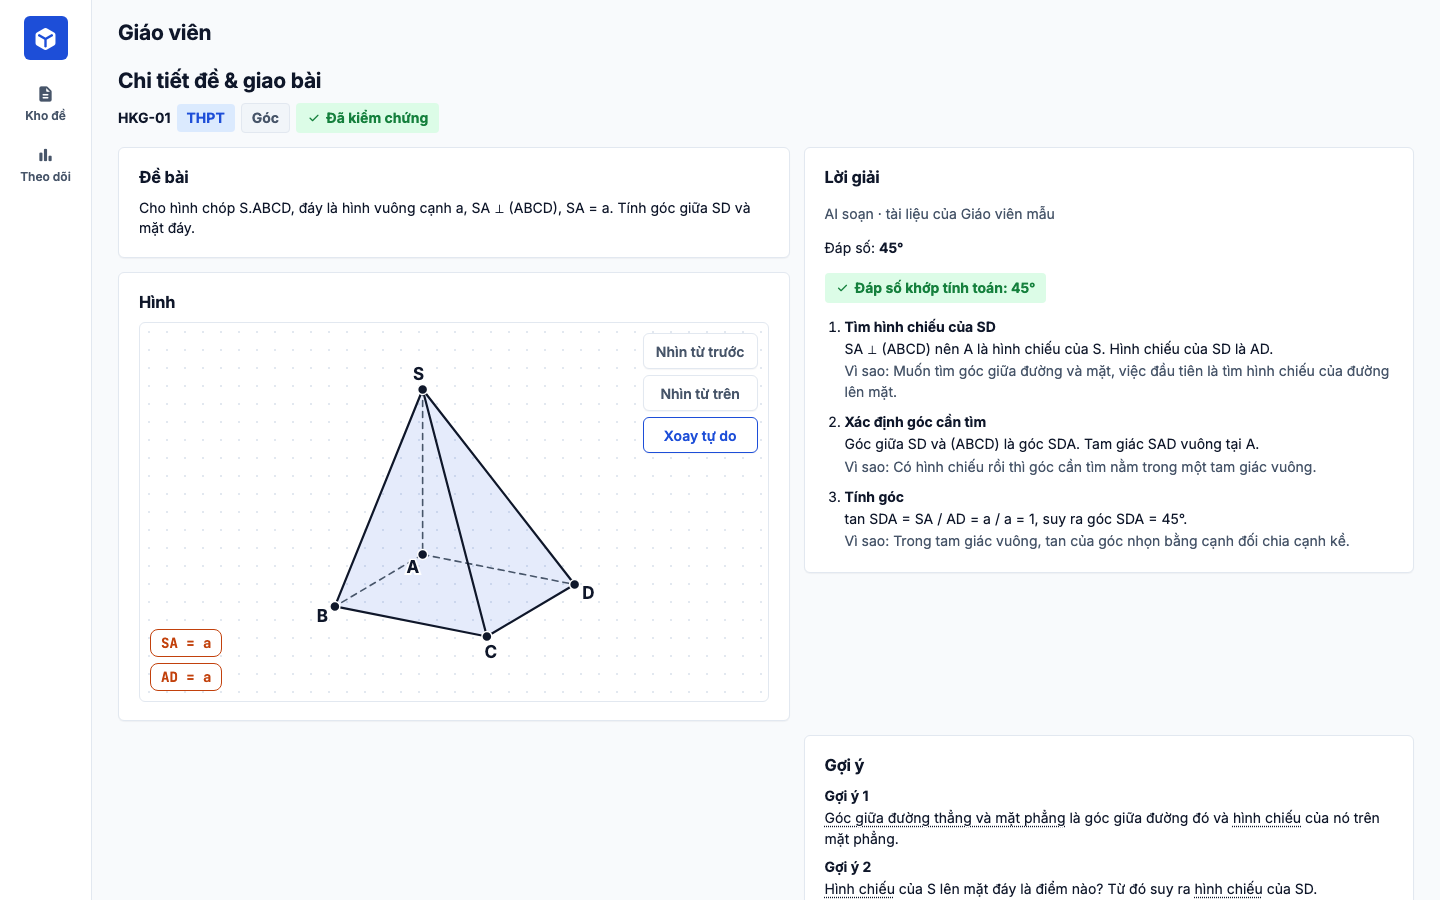 Giáo viên
Kho đề
Theo dõi
Chi tiết đề & giao bài
HKG-01 THPT Góc Đã kiểm chứng
Đề bài
Cho hình chóp S.ABCD, đáy là hình vuông cạnh a, SA ⊥ (ABCD), SA = a. Tính góc giữa SD và
mặt đáy.
Hình
Nhìn từ trước
Nhìn từ trên
Xoay tự do
S
A
B
C
D
SA = a
AD = a
Lời giải
AI soạn · tài liệu của Giáo viên mẫu
Đáp số: 45°
Đáp số khớp tính toán: 45°
1. Tìm hình chiếu của SD
SA ⊥ (ABCD) nên A là hình chiếu của S. Hình chiếu của SD là AD.
Vì sao: Muốn tìm góc giữa đường và mặt, việc đầu tiên là tìm hình chiếu của đường
lên mặt.
2. Xác định góc cần tìm
Góc giữa SD và (ABCD) là góc SDA. Tam giác SAD vuông tại A.
Vì sao: Có hình chiếu rồi thì góc cần tìm nằm trong một tam giác vuông.
3. Tính góc
tan SDA = SA / AD = a / a = 1, suy ra góc SDA = 45°.
Vì sao: Trong tam giác vuông, tan của góc nhọn bằng cạnh đối chia cạnh kề.
Gợi ý
Gợi ý 1
Góc giữa đường thẳng và mặt phẳng là góc giữa đường đó và hình chiếu của nó trên
mặt phẳng.
Gợi ý 2
Hình chiếu của S lên mặt đáy là điểm nào? Từ đó suy ra hình chiếu của SD.